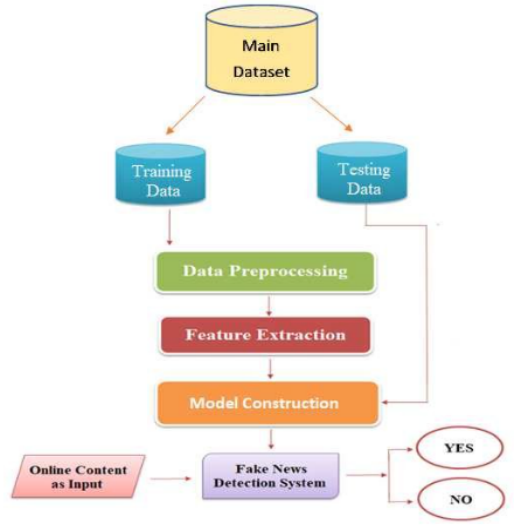 Main
Dataset
Training
Data
Testing
Data
Data Preprocessing
Feature Extraction
Model Construction
Online Content
as Input
Fake News
Detection System
YES
NO